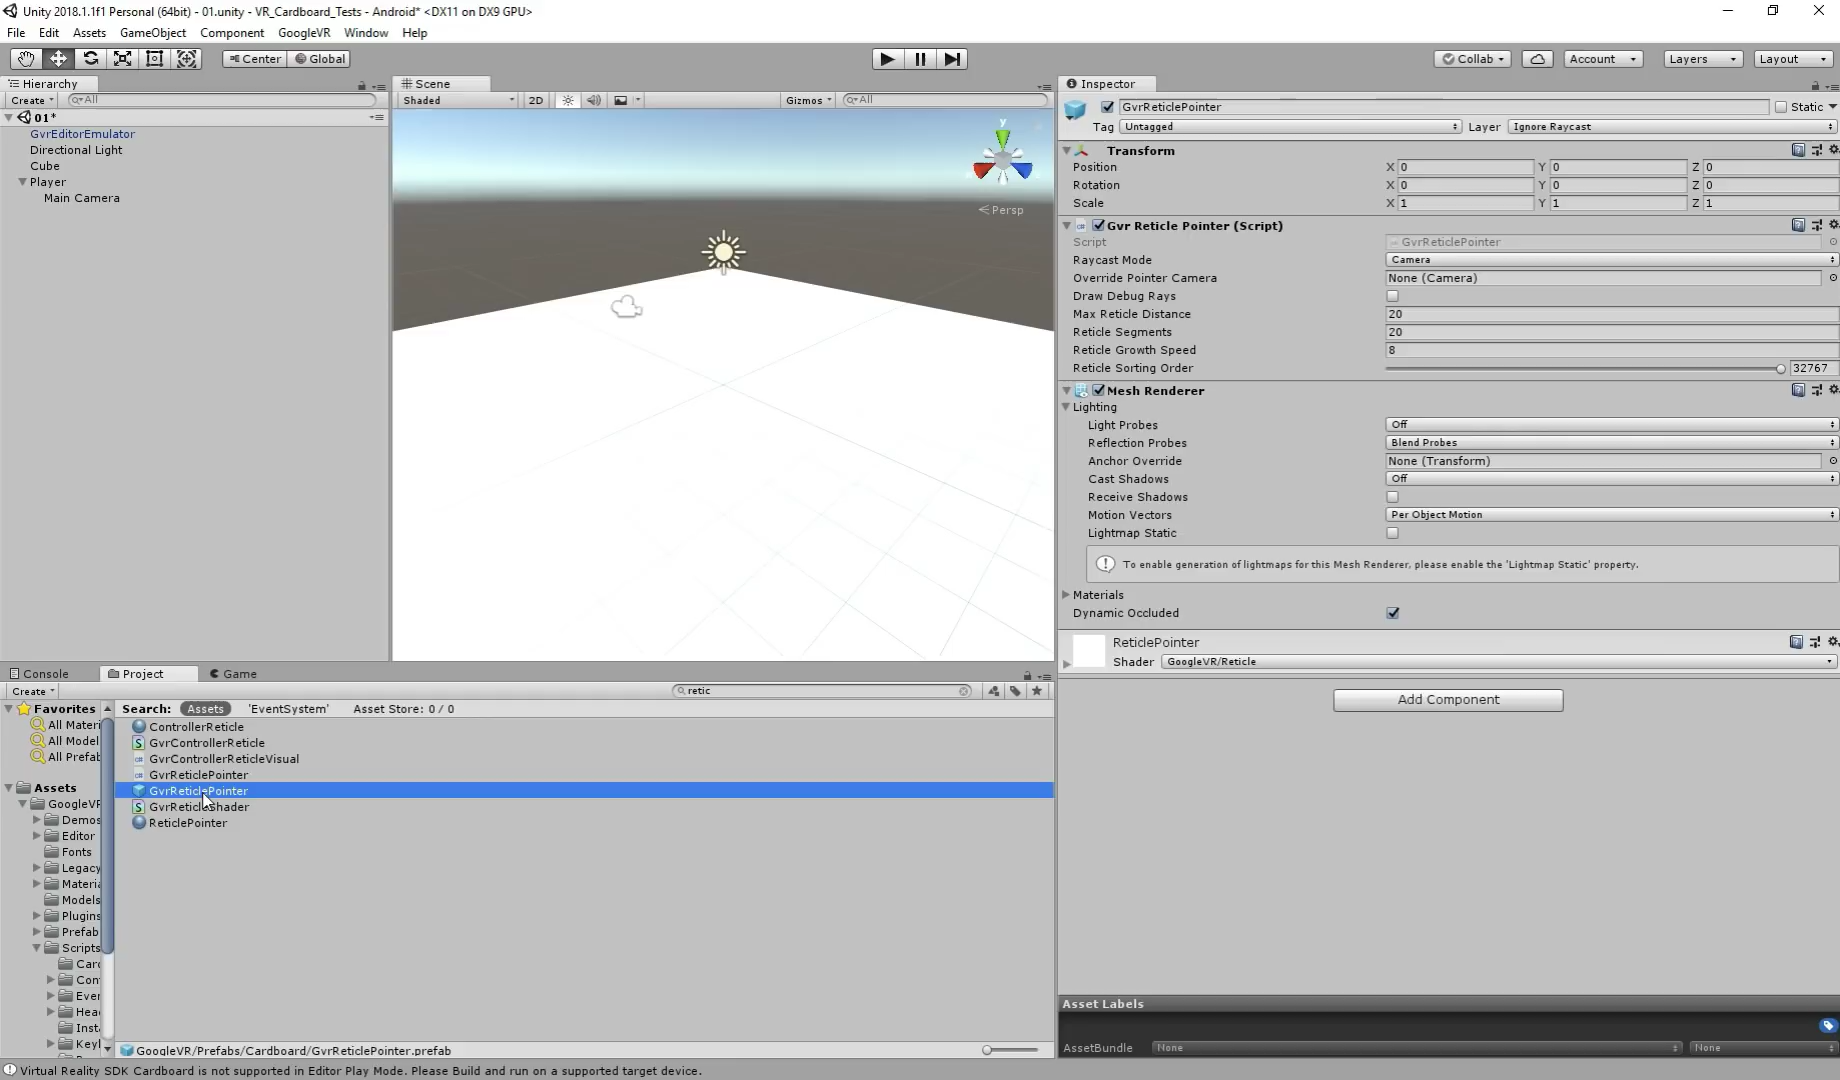 Unity 2018.1.1f1 Personal (64bit) - 01.unity - VR_Cardboard_Tests - Android* <DX11 on DX9 GPU>
File Edit Assets GameObject Component GoogleVR Window Help
Center Global Collab Account Layers Layout
Hierarchy
Create All
01*
GvrEditorEmulator
Directional Light
Cube
Player
Main Camera
Scene
Shaded 2D Gizmos All
y
Persp
Inspector
GvrReticlePointer Static
Tag Untagged Layer Ignore Raycast
Transform
Position X 0 Y 0 Z 0
Rotation X 0 Y 0 Z 0
Scale X 1 Y 1 Z 1
Gvr Reticle Pointer (Script)
Script GvrReticlePointer
Raycast Mode Camera
Override Pointer Camera None (Camera)
Draw Debug Rays
Max Reticle Distance 20
Reticle Segments 20
Reticle Growth Speed 8
Reticle Sorting Order 32767
Mesh Renderer
Lighting
Light Probes Off
Reflection Probes Blend Probes
Anchor Override None (Transform)
Cast Shadows Off
Receive Shadows
Motion Vectors Per Object Motion
Lightmap Static
To enable generation of lightmaps for this Mesh Renderer, please enable the 'Lightmap Static' property.
Materials
Dynamic Occluded
ReticlePointer
Shader GoogleVR/Reticle
Add Component
Asset Labels
AssetBundle None None
Console Project Game
Create retic
Favorites
All Materi
All Model
All Prefab
Assets
GoogleVR
Demos
Editor
Fonts
Legacy
Materia
Models
Plugins
Prefab
Scripts
Card
Con
Even
Hea
Inst
Keyl
Search: Assets 'EventSystem' Asset Store: 0 / 0
ControllerReticle
GvrControllerReticle
GvrControllerReticleVisual
GvrReticlePointer
GvrReticlePointer
GvrReticleShader
ReticlePointer
GoogleVR/Prefabs/Cardboard/GvrReticlePointer.prefab
Virtual Reality SDK Cardboard is not supported in Editor Play Mode. Please Build and run on a supported target device.